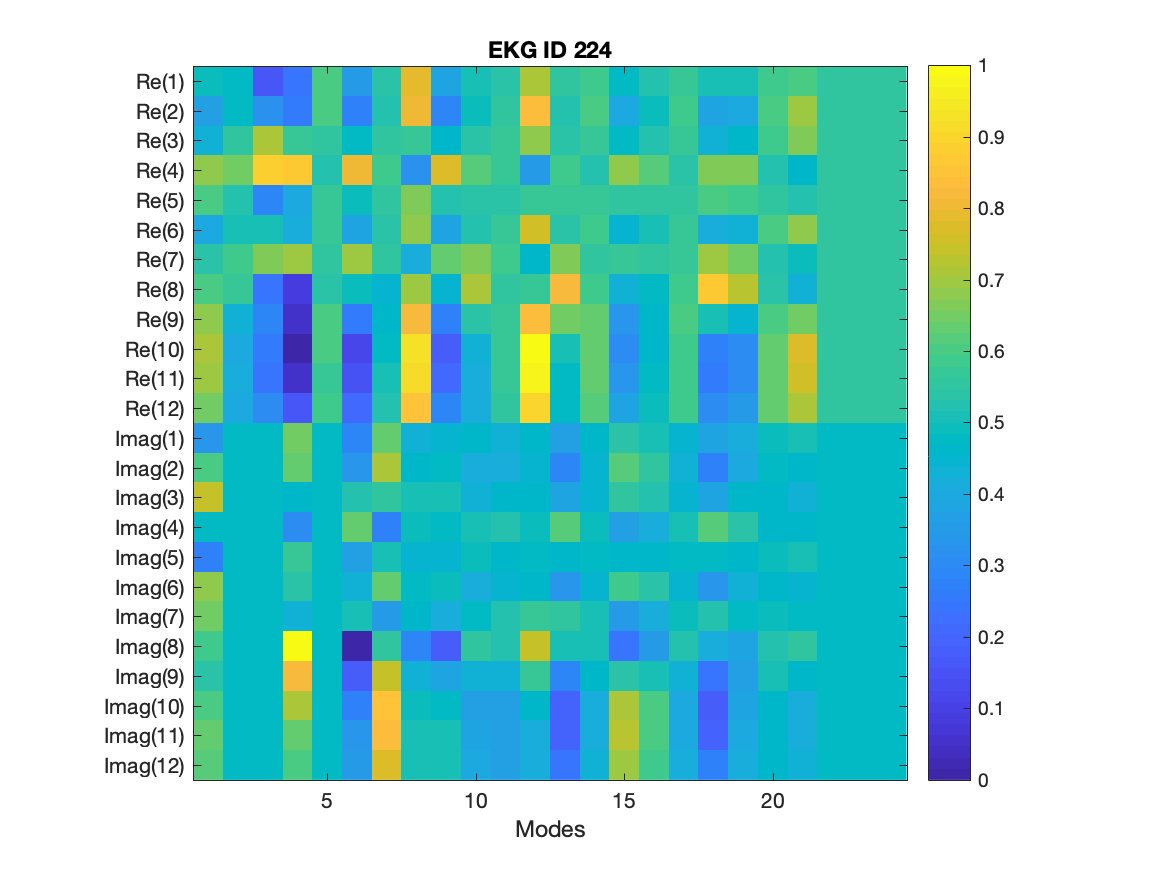 EKG ID 224
Re(1)
Re(2)
Re(3)
Re(4)
Re(5)
Re(6)
Re(7)
Re(8)
Re(9)
Re(10)
Re(11)
Re(12)
Imag(1)
Imag(2)
Imag(3)
Imag(4)
Imag(5)
Imag(6)
Imag(7)
Imag(8)
Imag(9)
Imag(10)
Imag(11)
Imag(12)
5 10 15 20
Modes
1
0.9
0.8
0.7
0.6
0.5
0.4
0.3
0.2
0.1
0